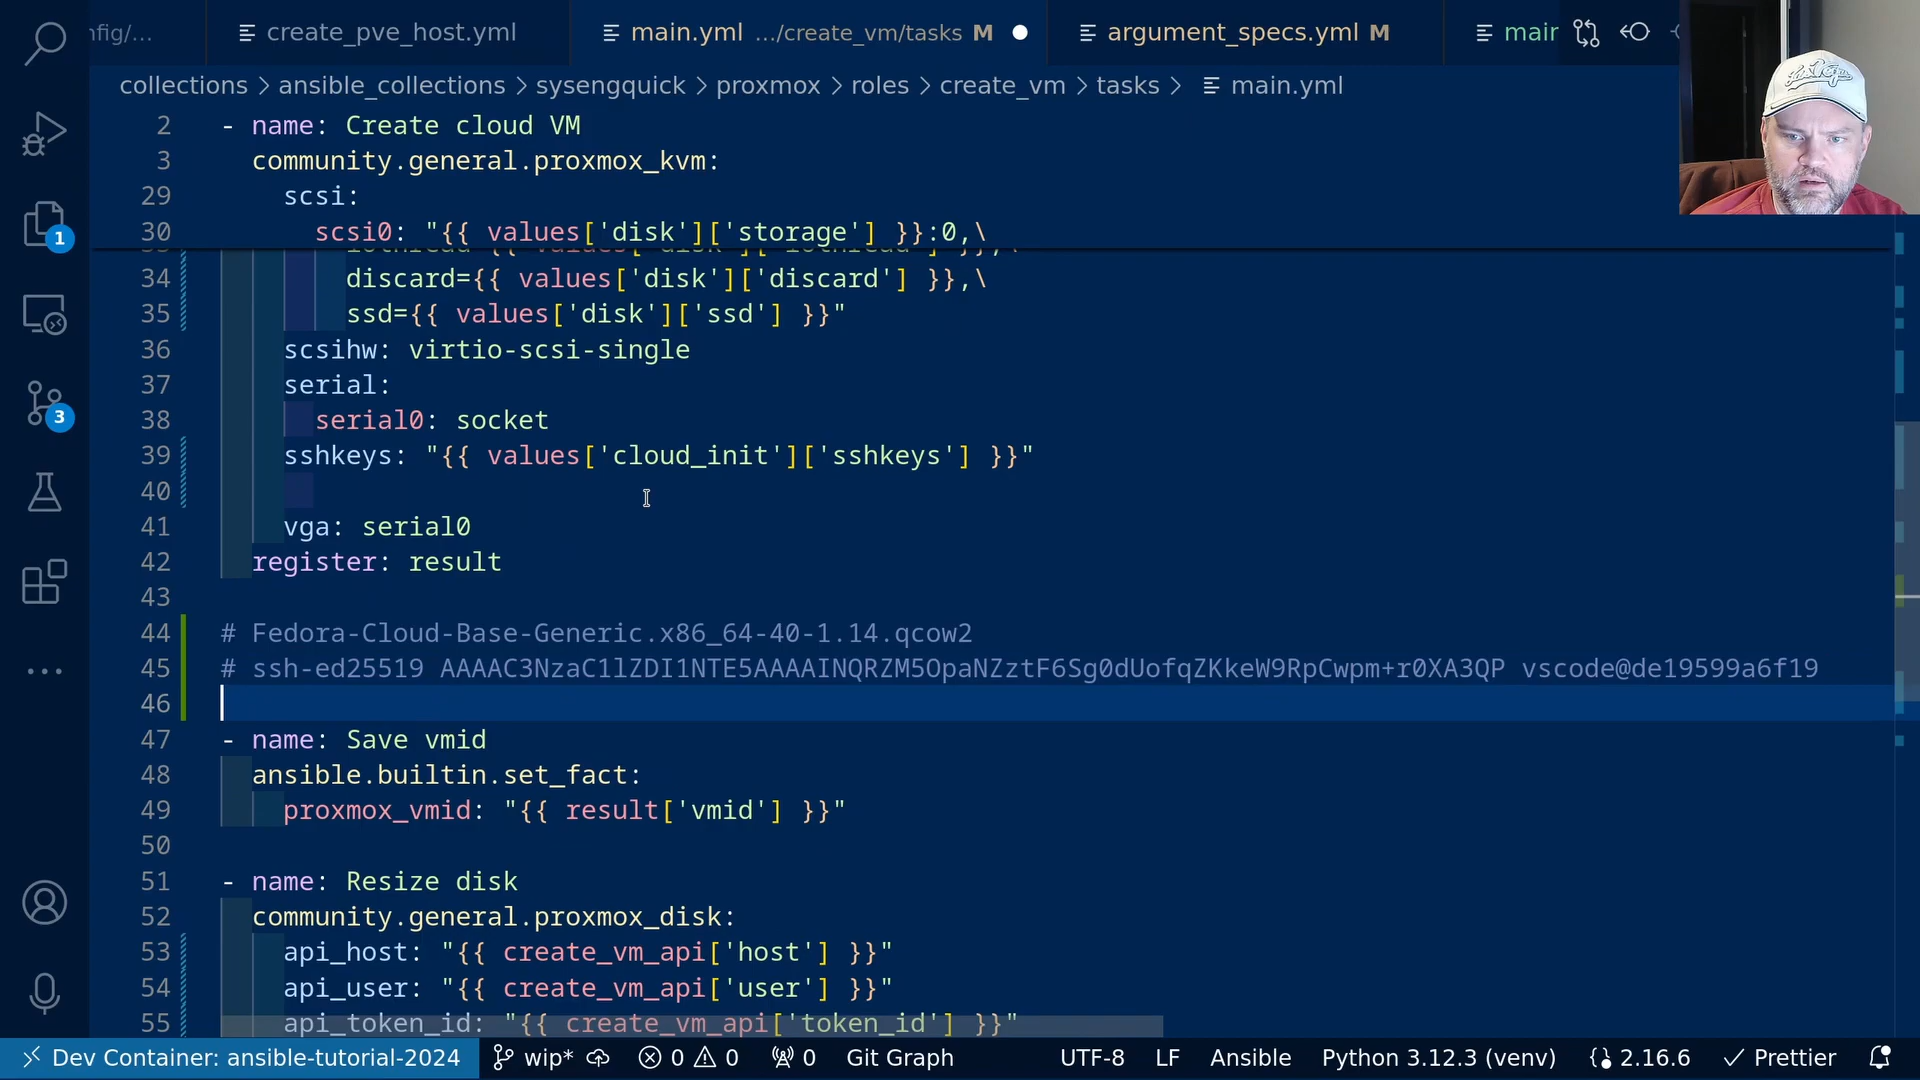 nfig/...
create_pve_host.yml
main.yml .../create_vm/tasks M
argument_specs.yml M
mair
collections > ansible_collections > sysengquick > proxmox > roles > create_vm > tasks > main.yml
2 - name: Create cloud VM
3 community.general.proxmox_kvm:
29 scsi:
30 scsi0: "{{ values['disk']['storage'] }}:0,\
34 discard={{ values['disk']['discard'] }},\
35 ssd={{ values['disk']['ssd'] }}"
36 scsihw: virtio-scsi-single
37 serial:
38 serial0: socket
39 sshkeys: "{{ values['cloud_init']['sshkeys'] }}"
40
41 vga: serial0
42 register: result
43
44 # Fedora-Cloud-Base-Generic.x86_64-40-1.14.qcow2
45 # ssh-ed25519 AAAAC3NzaC1lZDI1NTE5AAAAINQRZM5OpaNZztF6Sg0dUofqZKkeW9RpCwpm+r0XA3QP vscode@de19599a6f19
46
47 - name: Save vmid
48 ansible.builtin.set_fact:
49 proxmox_vmid: "{{ result['vmid'] }}"
50
51 - name: Resize disk
52 community.general.proxmox_disk:
53 api_host: "{{ create_vm_api['host'] }}"
54 api_user: "{{ create_vm_api['user'] }}"
55 api_token_id: "{{ create_vm_api['token_id'] }}"
1
3
Dev Container: ansible-tutorial-2024 wip* 0 0 0 Git Graph UTF-8 LF Ansible Python 3.12.3 (venv) 2.16.6 Prettier